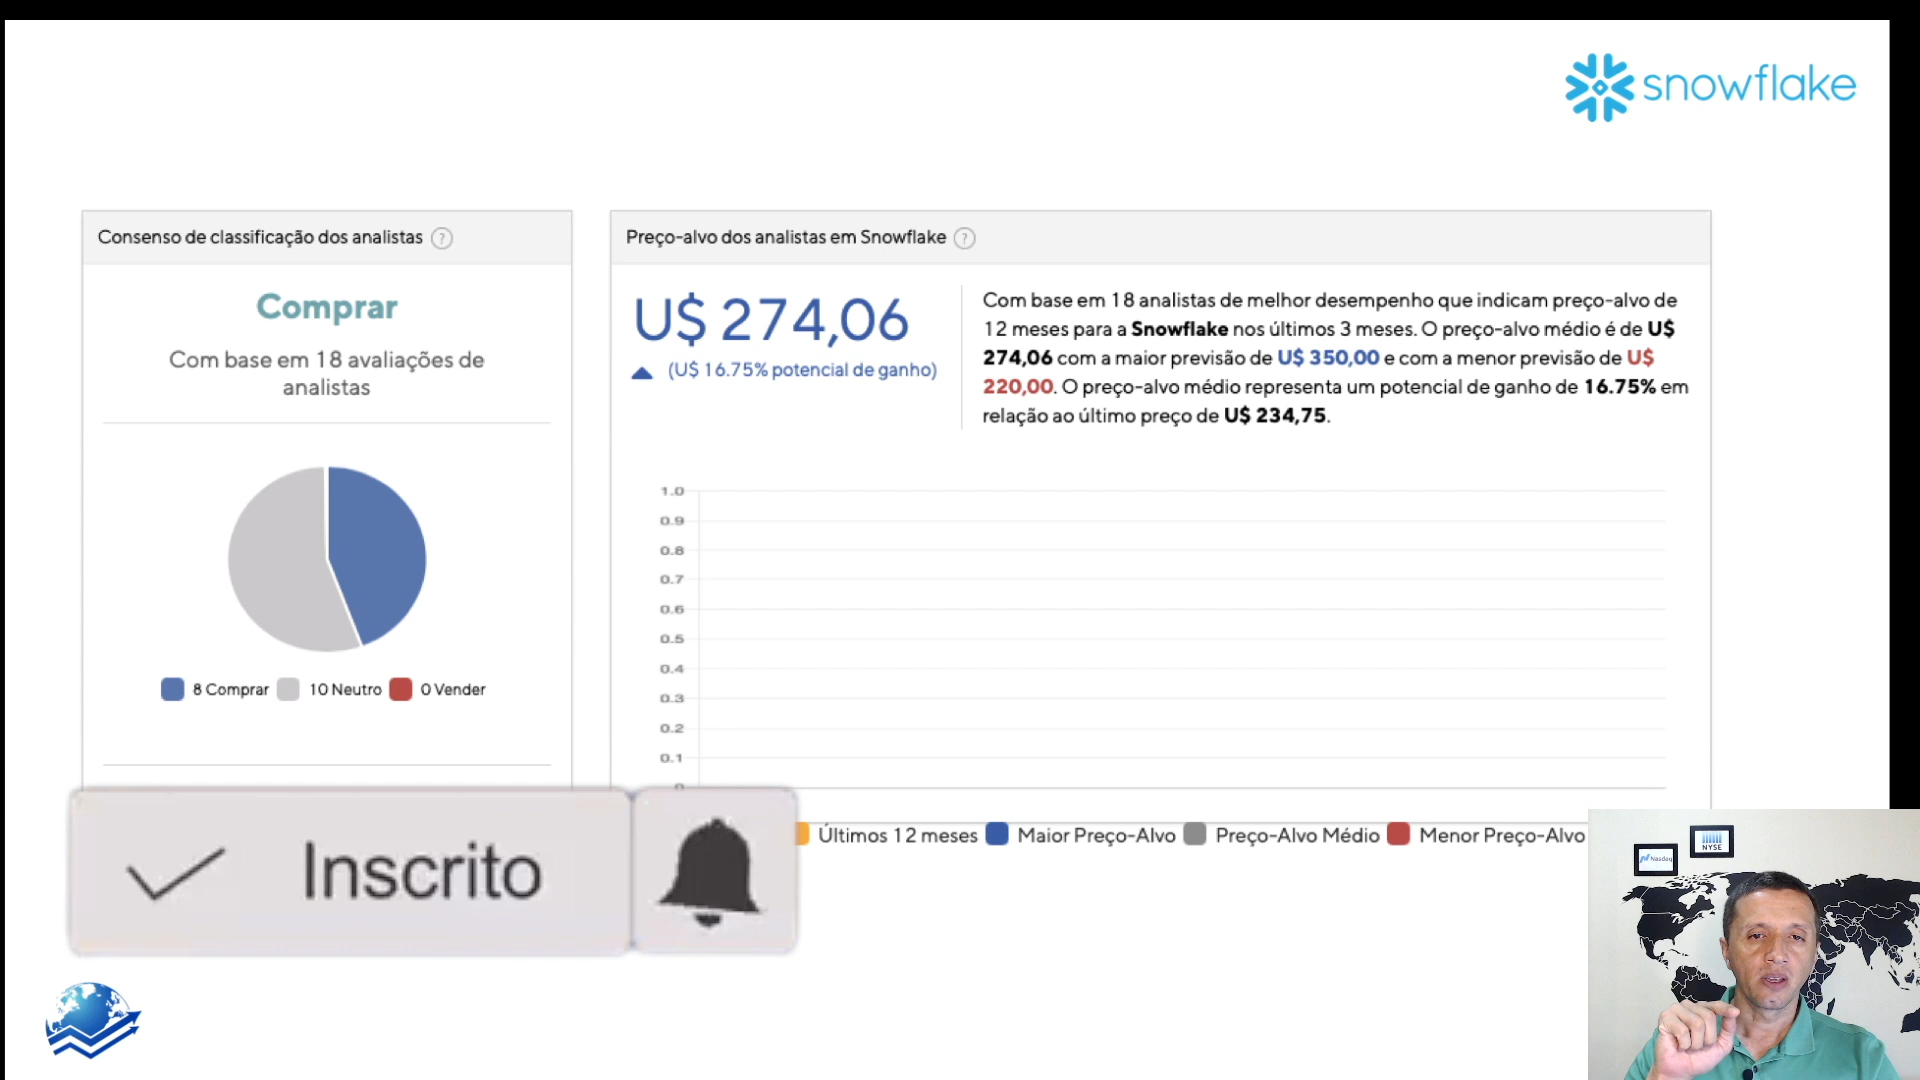 snowflake
Consenso de classificação dos analistas ?
Comprar
Com base em 18 avaliações de
analistas
8 Comprar 10 Neutro 0 Vender
Preço-alvo dos analistas em Snowflake ?
U$ 274,06
(U$ 16.75% potencial de ganho)
Com base em 18 analistas de melhor desempenho que indicam preço-alvo de
12 meses para a Snowflake nos últimos 3 meses. O preço-alvo médio é de U$
274,06 com a maior previsão de U$ 350,00 e com a menor previsão de U$
220,00. O preço-alvo médio representa um potencial de ganho de 16.75% em
relação ao último preço de U$ 234,75.
1.0
0.9
0.8
0.7
0.6
0.5
0.4
0.3
0.2
0.1
Últimos 12 meses Maior Preço-Alvo Preço-Alvo Médio Menor Preço-Alvo
Inscrito
Nasdaq
NYSE